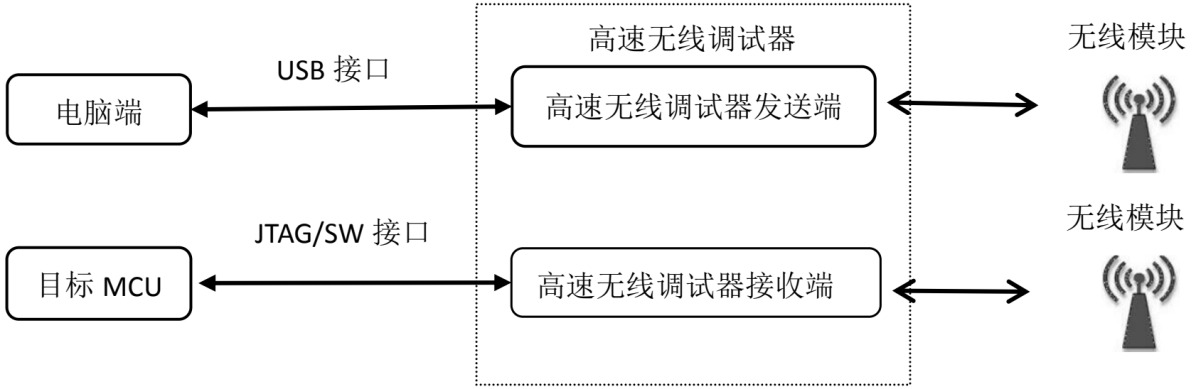 高速无线调试器
无线模块
USB 接口
电脑端
高速无线调试器发送端
无线模块
JTAG/SW 接口
目标 MCU
高速无线调试器接收端